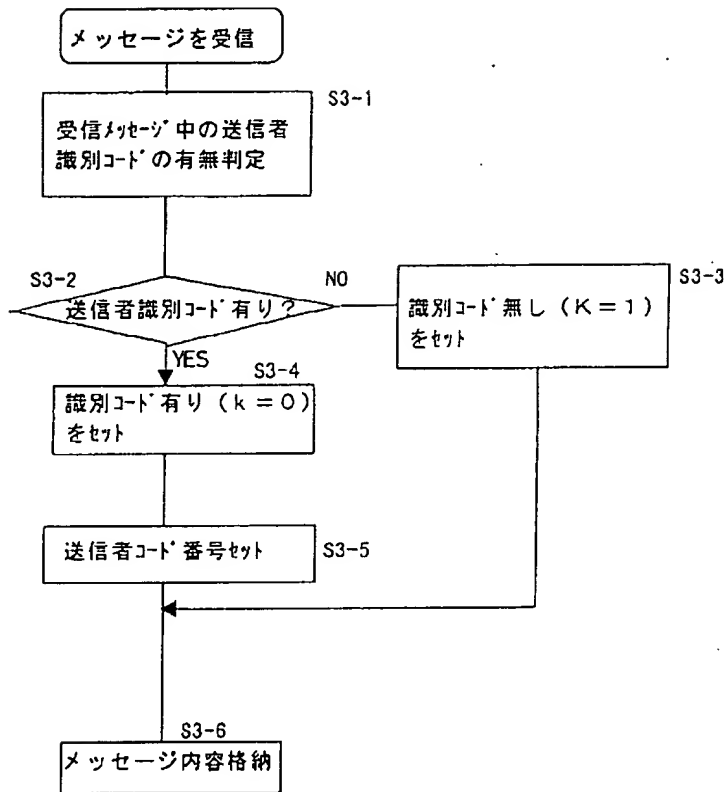 メッセージを受信
S3-1
受信メッセージ中の送信者
識別コードの有無判定
S3-2
送信者識別コード有り?
NO
S3-3
識別コード無し(K=1)
をセット
YES
S3-4
識別コード有り(k=0)
をセット
送信者コード番号セット
S3-5
S3-6
メッセージ内容格納